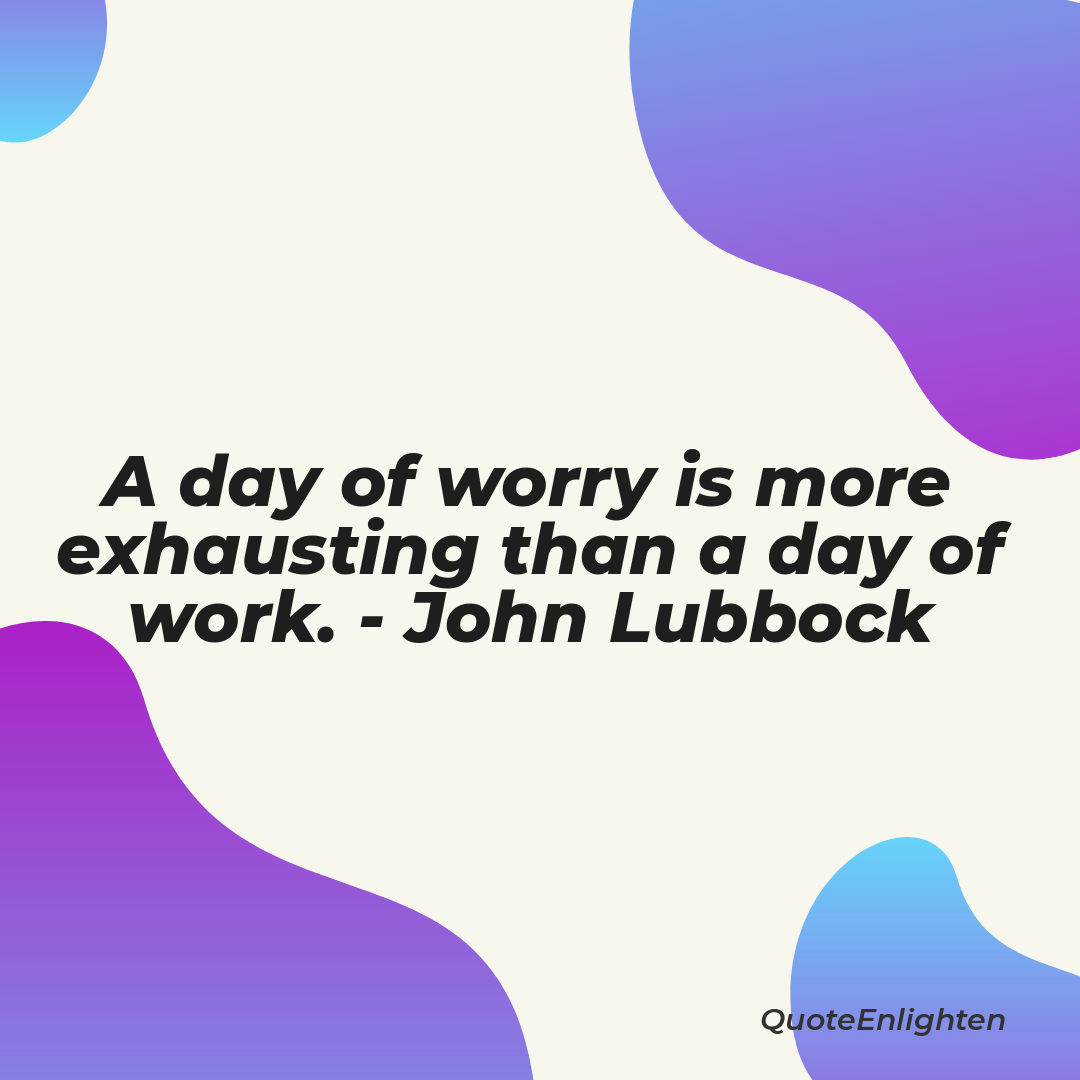 A day of worry is more
exhausting than a day of
work. - John Lubbock
QuoteEnlighten